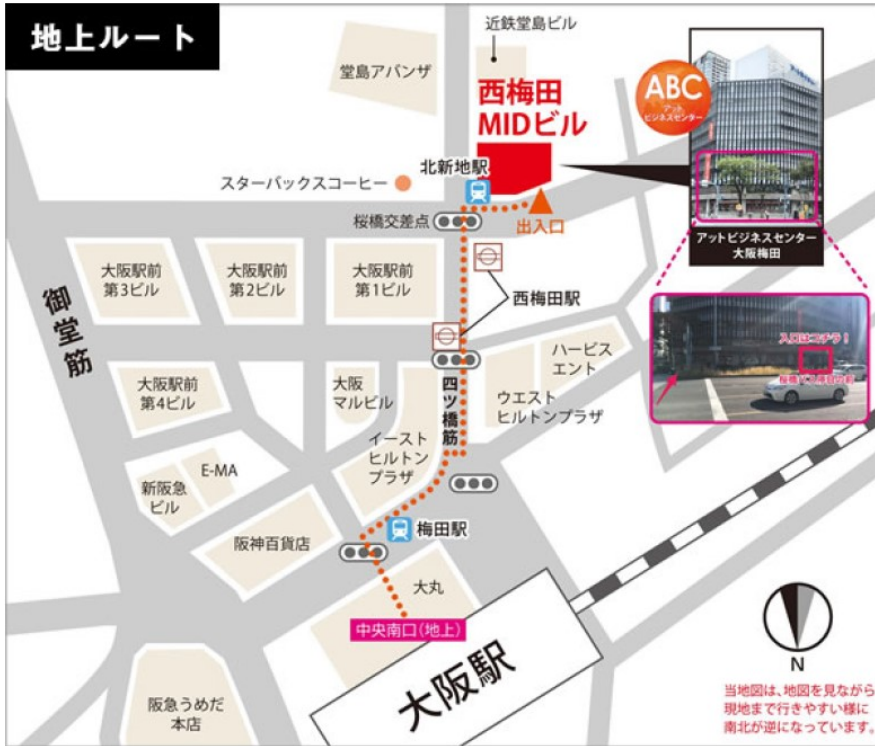 地上ルート
近鉄堂島ビル
堂島アバンザ
西梅田
MIDビル
ABC
アット
ビジネスセンター
北新地駅
スターバックスコーヒー
桜橋交差点
出入口
アットビジネスセンター
大阪梅田
大阪駅前
第3ビル
大阪駅前
第2ビル
大阪駅前
第1ビル
西梅田駅
御堂筋
入口はコチラ！
ハービス
エント
大阪駅前
第4ビル
大阪
マルビル
四ツ橋筋
ウエスト
ヒルトンプラザ
イースト
ヒルトン
プラザ
E-MA
新阪急
ビル
阪神百貨店
梅田駅
大丸
中央南口(地上)
大阪駅
阪急うめだ
本店
N
当地図は、地図を見ながら
現地まで行きやすい様に
南北が逆になっています。